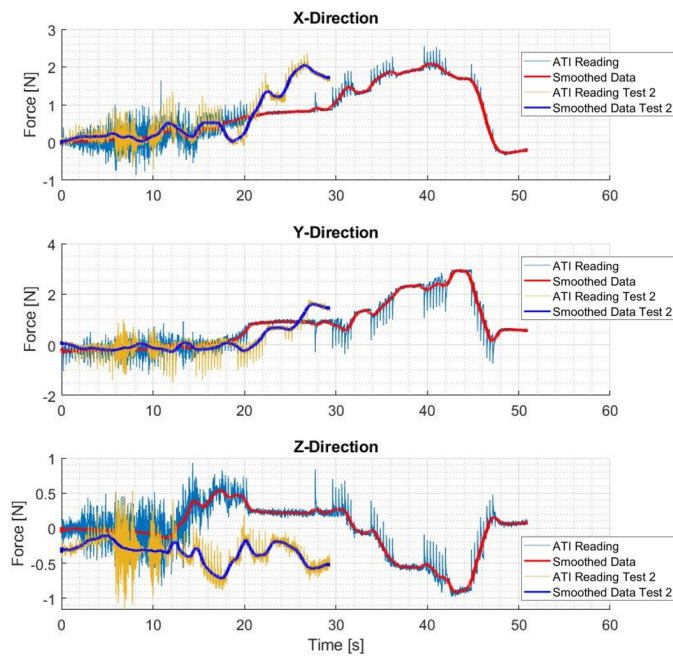 X-Direction
3
2
1
0
-1
Force [N]
0 10 20 30 40 50 60
ATI Reading
Smoothed Data
ATI Reading Test 2
Smoothed Data Test 2
Y-Direction
4
2
0
-2
Force [N]
0 10 20 30 40 50 60
ATI Reading
Smoothed Data
ATI Reading Test 2
Smoothed Data Test 2
Z-Direction
1
0.5
0
-0.5
-1
Force [N]
0 10 20 30 40 50 60
ATI Reading
Smoothed Data
ATI Reading Test 2
Smoothed Data Test 2
Time [s]